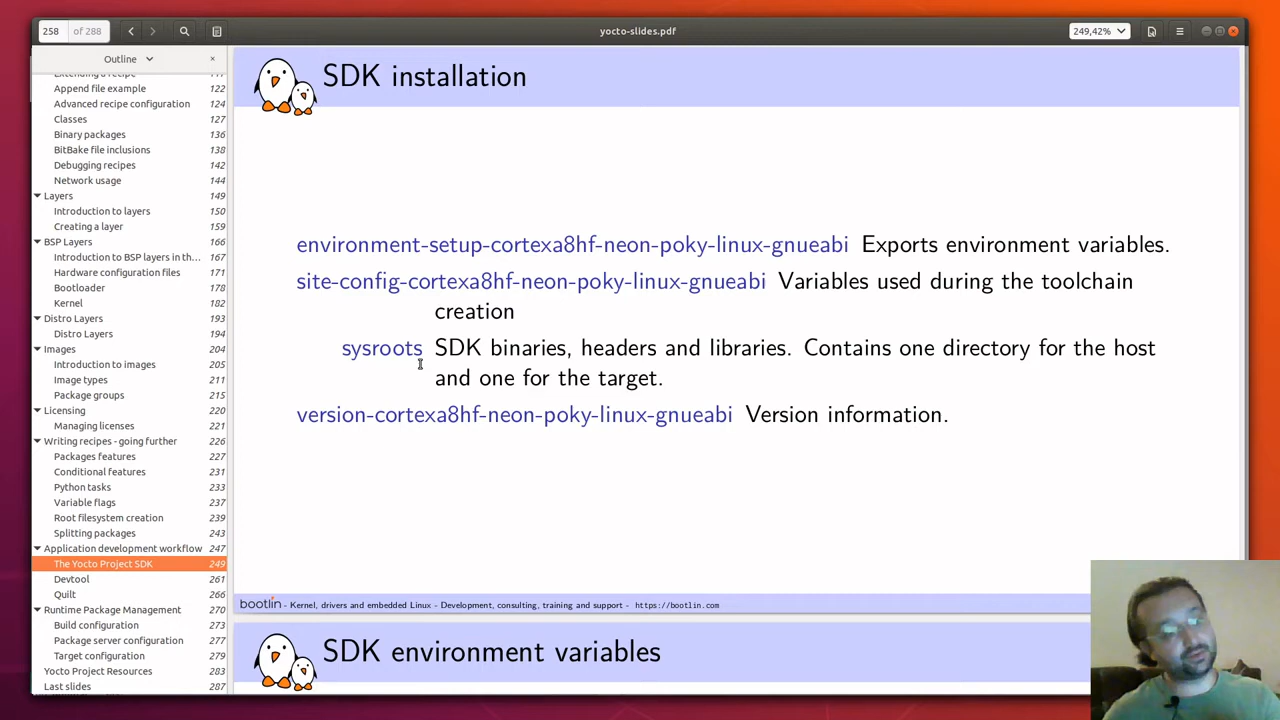 258 of 288
yocto-slides.pdf
249,42%
Outline
Extending a recipe 111
Append file example 122
Advanced recipe configuration 124
Classes 127
Binary packages 136
BitBake file inclusions 138
Debugging recipes 142
Network usage 144
Layers 149
Introduction to layers 150
Creating a layer 159
BSP Layers 166
Introduction to BSP layers in th... 167
Hardware configuration files 171
Bootloader 178
Kernel 182
Distro Layers 193
Distro Layers 194
Images 204
Introduction to images 205
Image types 211
Package groups 215
Licensing 220
Managing licenses 221
Writing recipes - going further 226
Packages features 227
Conditional features 231
Python tasks 233
Variable flags 237
Root filesystem creation 239
Splitting packages 243
Application development workflow 247
The Yocto Project SDK 249
Devtool 261
Quilt 266
Runtime Package Management 270
Build configuration 273
Package server configuration 277
Target configuration 279
Yocto Project Resources 283
Last slides 287
SDK installation
environment-setup-cortexa8hf-neon-poky-linux-gnueabi Exports environment variables.
site-config-cortexa8hf-neon-poky-linux-gnueabi Variables used during the toolchain
creation
sysroots SDK binaries, headers and libraries. Contains one directory for the host
and one for the target.
version-cortexa8hf-neon-poky-linux-gnueabi Version information.
bootlin - Kernel, drivers and embedded Linux - Development, consulting, training and support - https://bootlin.com
SDK environment variables